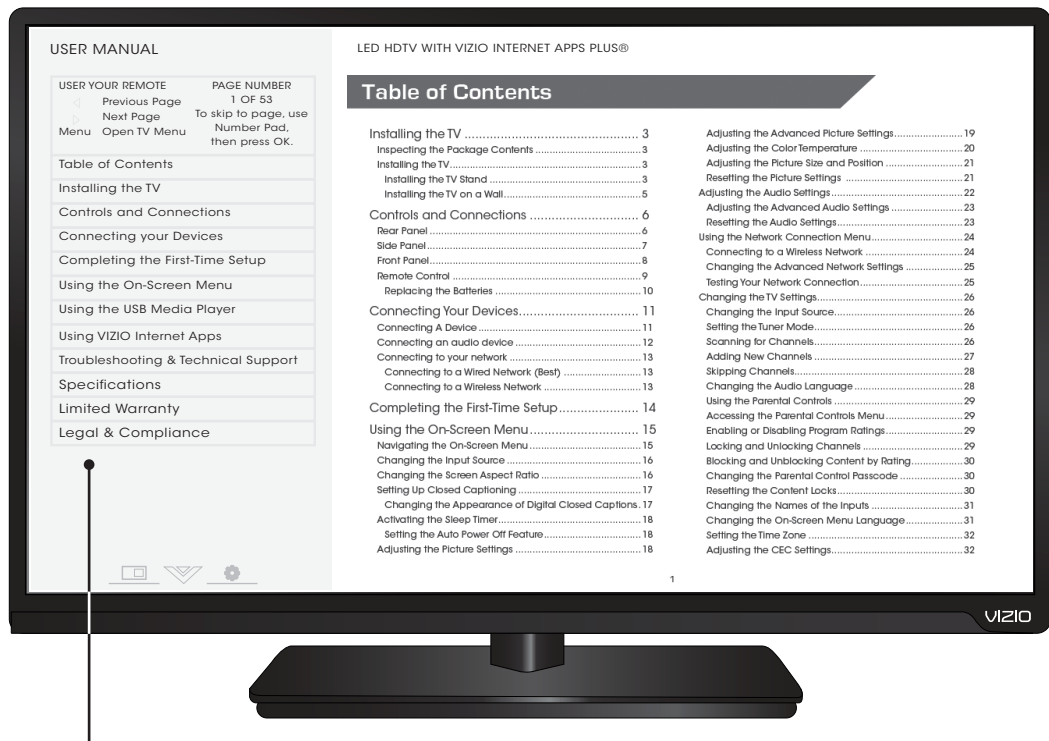 USER MANUAL
USER YOUR REMOTE
Previous Page
Next Page
Menu Open TV Menu
PAGE NUMBER
1 OF 53
To skip to page, use
Number Pad,
then press OK.
Table of Contents
Installing the TV
Controls and Connections
Connecting your Devices
Completing the First-Time Setup
Using the On-Screen Menu
Using the USB Media Player
Using VIZIO Internet Apps
Troubleshooting & Technical Support
Specifications
Limited Warranty
Legal & Compliance
LED HDTV WITH VIZIO INTERNET APPS PLUS®
Table of Contents
Installing the TV ............ 3
Inspecting the Package Contents ............ 3
Installing the TV ............ 3
Installing the TV Stand ............ 3
Installing the TV on a Wall ............ 5
Controls and Connections ............ 6
Rear Panel ............ 6
Side Panel ............ 7
Front Panel ............ 8
Remote Control ............ 9
Replacing the Batteries ............ 10
Connecting Your Devices ............ 11
Connecting A Device ............ 11
Connecting an audio device ............ 12
Connecting to your network ............ 13
Connecting to a Wired Network (Best) ............ 13
Connecting to a Wireless Network ............ 13
Completing the First-Time Setup ............ 14
Using the On-Screen Menu ............ 15
Navigating the On-Screen Menu ............ 15
Changing the Input Source ............ 16
Changing the Screen Aspect Ratio ............ 16
Setting Up Closed Captioning ............ 17
Changing the Appearance of Digital Closed Captions. 17
Activating the Sleep Timer ............ 18
Setting the Auto Power Off Feature ............ 18
Adjusting the Picture Settings ............ 18
Adjusting the Advanced Picture Settings ............ 19
Adjusting the Color Temperature ............ 20
Adjusting the Picture Size and Position ............ 21
Resetting the Picture Settings ............ 21
Adjusting the Audio Settings ............ 22
Adjusting the Advanced Audio Settings ............ 23
Resetting the Audio Settings ............ 23
Using the Network Connection Menu ............ 24
Connecting to a Wireless Network ............ 24
Changing the Advanced Network Settings ............ 25
Testing Your Network Connection ............ 25
Changing the TV Settings ............ 26
Changing the Input Source ............ 26
Setting the Tuner Mode ............ 26
Scanning for Channels ............ 26
Adding New Channels ............ 27
Skipping Channels ............ 28
Changing the Audio Language ............ 28
Using the Parental Controls ............ 29
Accessing the Parental Controls Menu ............ 29
Enabling or Disabling Program Ratings ............ 29
Locking and Unlocking Channels ............ 29
Blocking and Unblocking Content by Rating ............ 30
Changing the Parental Control Passcode ............ 30
Resetting the Content Locks ............ 30
Changing the Names of the Inputs ............ 31
Changing the On-Screen Menu Language ............ 31
Setting the Time Zone ............ 32
Adjusting the CEC Settings ............ 32
1
VIZIO